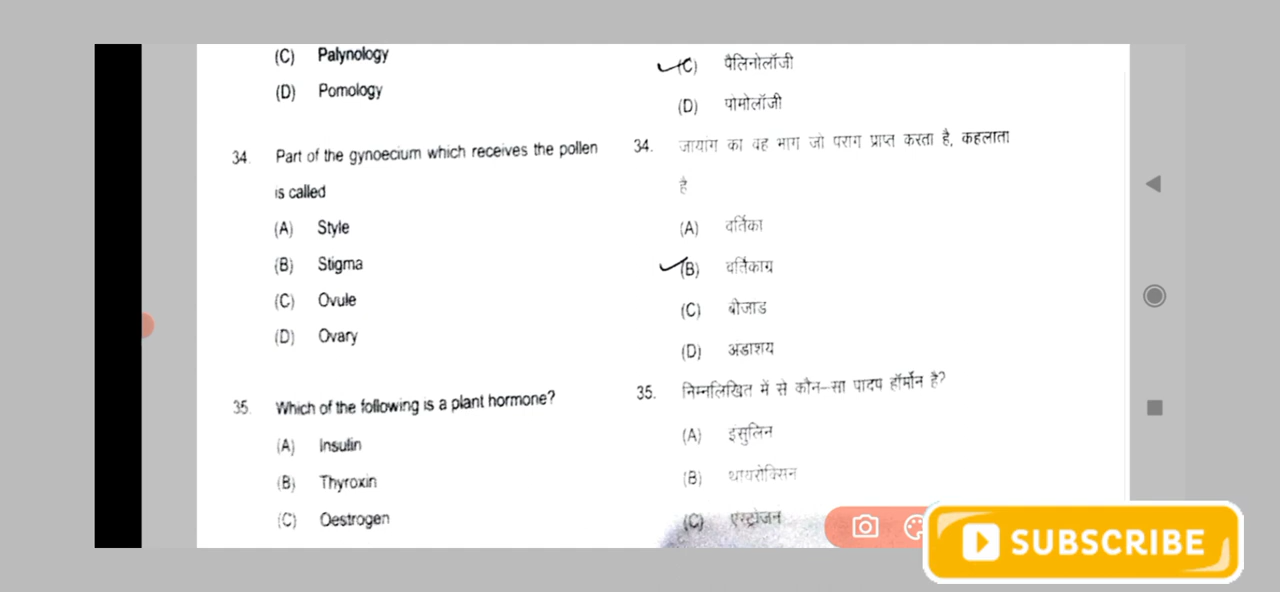 (C) Palynology
(D) Pomology
34. Part of the gynoecium which receives the pollen
is called
(A) Style
(B) Stigma
(C) Ovule
(D) Ovary
35. Which of the following is a plant hormone?
(A) Insulin
(B) Thyroxin
(C) Oestrogen
(C) पैलिनोलॉजी
(D) पोमोलॉजी
34. जायांग का वह भाग जो पराग प्राप्त करता है, कहलाता
है
(A) वर्तिका
(B) वर्तिकाग्र
(C) बीजाड
(D) अडाशय
35. निम्नलिखित में से कौन-सा पादप हॉर्मोन है?
(A) इंसुलिन
(B) थायरोक्सिन
(C) एस्ट्रोजन
SUBSCRIBE